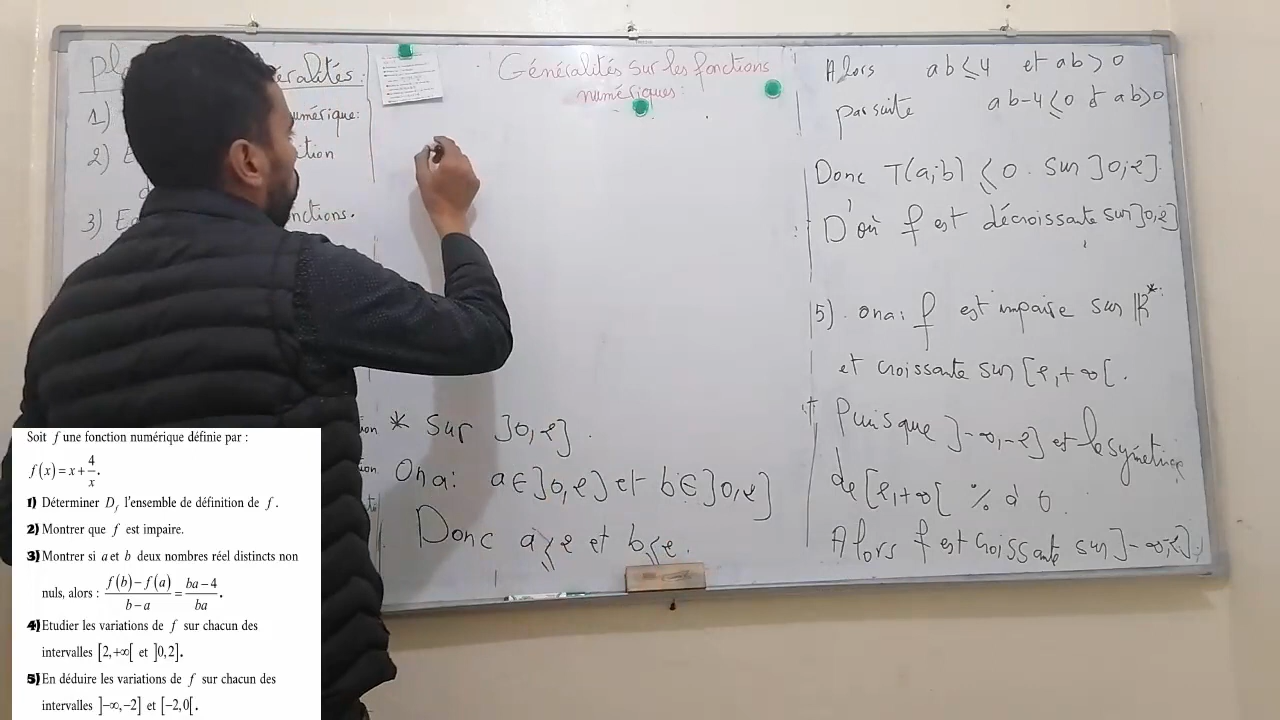 Généralités sur les fonctions
numériques :
1)
umérique:
2)
tion
3)
nctions.
* Sur ]0,2].
Ona: a∈]0,2] et b∈]0,2]
Donc a⩽2 et b⩽2.
Alors ab⩽4 et ab>0
par suite ab-4⩽0 et ab>0
Donc T(a;b) ⩽ 0. Sur ]0;2].
D'où f est décroissante sur ]0;2]
5). ona: f est impaire sur ℝ*:
et croissante sur [2,+∞[.
Puisque ]-∞,-2] est le symétrique
de [2,+∞[ % à 0.
Alors f est croissante sur ]-∞,-2].
Soit f une fonction numérique définie par :
f(x) = x + 4/x.
1) Déterminer D_f l'ensemble de définition de f.
2) Montrer que f est impaire.
3) Montrer si a et b deux nombres réel distincts non
nuls, alors : (f(b)-f(a))/(b-a) = (ba-4)/ba.
4) Etudier les variations de f sur chacun des
intervalles [2,+∞[ et ]0,2].
5) En déduire les variations de f sur chacun des
intervalles ]-∞,-2] et [-2,0[.